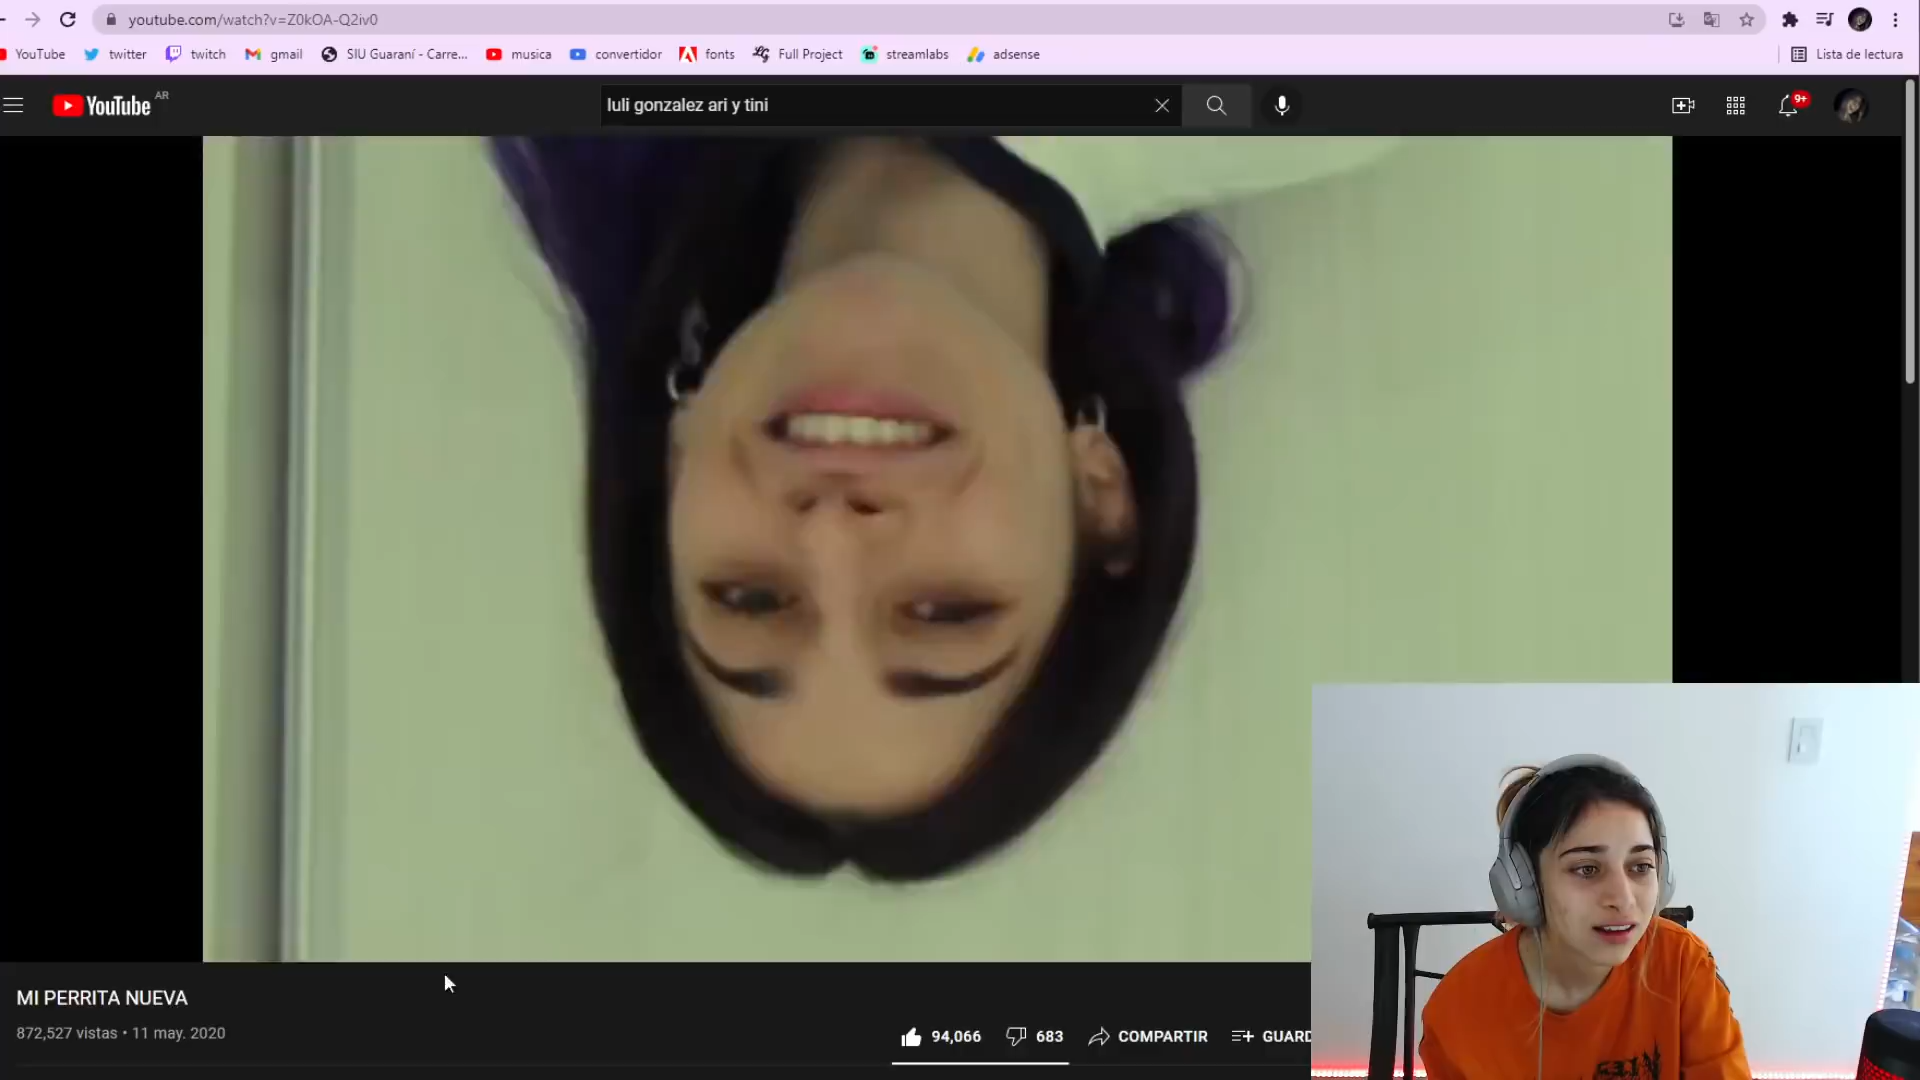 youtube.com/watch?v=Z0kOA-Q2iv0
YouTube twitter twitch gmail SIU Guaraní - Carre... musica convertidor fonts Full Project streamlabs adsense Lista de lectura
YouTube AR
luli gonzalez ari y tini
9+
MI PERRITA NUEVA
872,527 vistas • 11 may. 2020
94,066 683 COMPARTIR GUARD